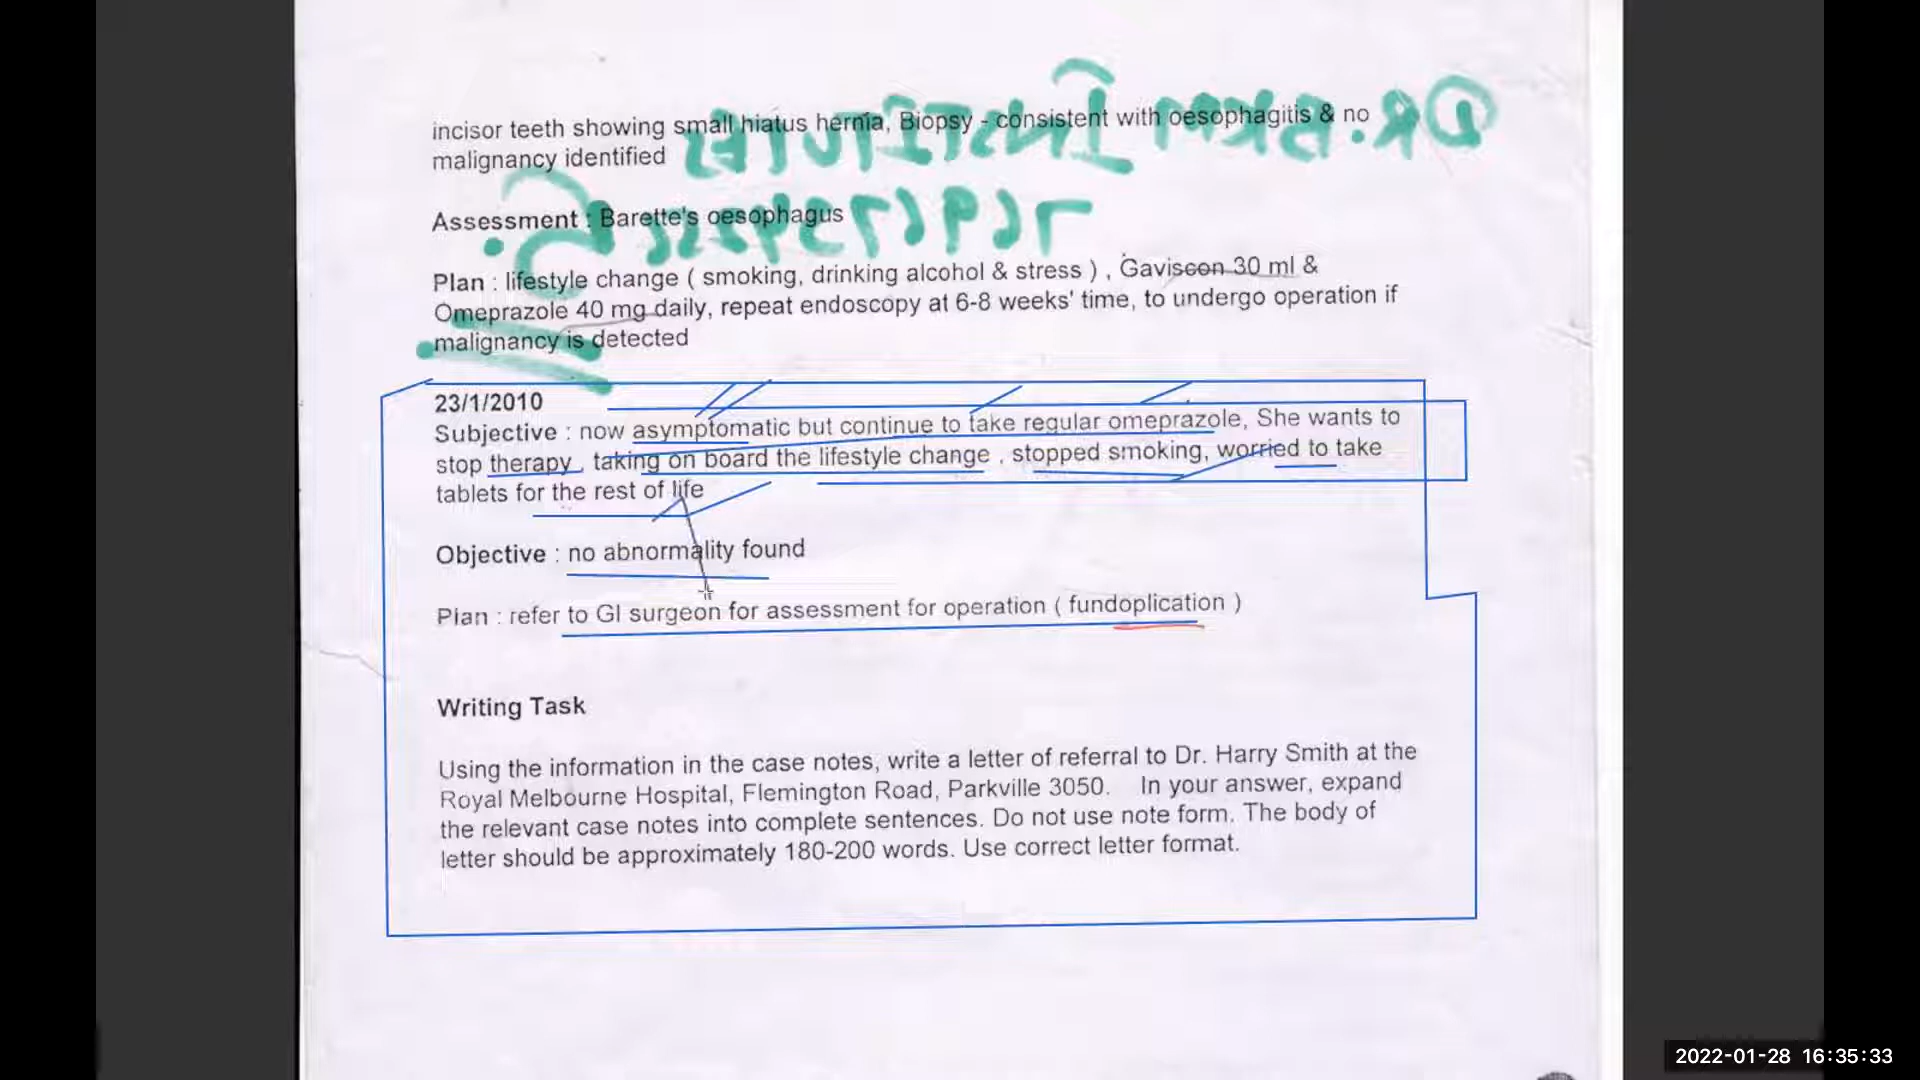 incisor teeth showing small hiatus hernia, Biopsy - consistent with oesophagitis & no
malignancy identified
Assessment : Barette's oesophagus
Plan : lifestyle change ( smoking, drinking alcohol & stress ) , Gaviscon 30 ml &
Omeprazole 40 mg daily, repeat endoscopy at 6-8 weeks' time, to undergo operation if
malignancy is detected
23/1/2010
Subjective : now asymptomatic but continue to take regular omeprazole, She wants to
stop therapy , taking on board the lifestyle change , stopped smoking, worried to take
tablets for the rest of life
Objective : no abnormality found
Plan : refer to GI surgeon for assessment for operation ( fundoplication )
Writing Task
Using the information in the case notes, write a letter of referral to Dr. Harry Smith at the
Royal Melbourne Hospital, Flemington Road, Parkville 3050. In your answer, expand
the relevant case notes into complete sentences. Do not use note form. The body of
letter should be approximately 180-200 words. Use correct letter format.
2022-01-28 16:35:33